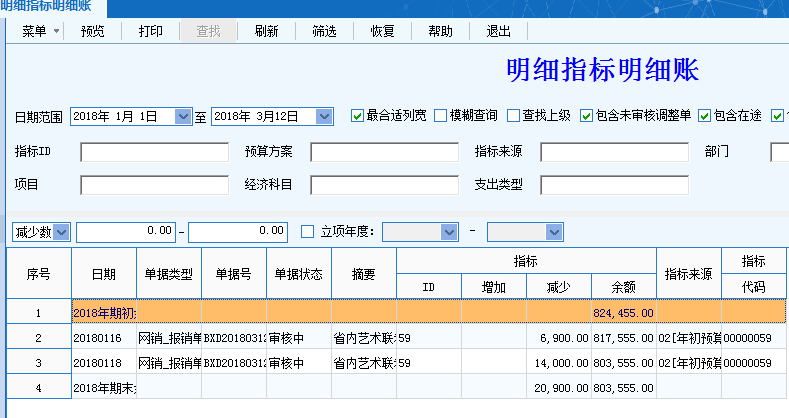 明细指标明细账
菜单 预览 打印 查找 刷新 筛选 恢复 帮助 退出
明细指标明细账
日期范围 2018年 1月 1日 至 2018年 3月12日 最合适列宽 模糊查询 查找上级 包含未审核调整单 包含在途
指标ID 预算方案 指标来源 部门
项目 经济科目 支出类型
减少数 0.00 - 0.00 立项年度: -
序号 日期 单据类型 单据号 单据状态 摘要 指标 指标来源 指标
ID 增加 减少 余额 代码
1 2018年期初 824,455.00
2 20180116 网销_报销单 BXD20180312 审核中 省内艺术联 59 6,900.00 817,555.00 02[年初预算 00000059
3 20180118 网销_报销单 BXD20180312 审核中 省内艺术联 59 14,000.00 803,555.00 02[年初预算 00000059
4 2018年期末 20,900.00 803,555.00